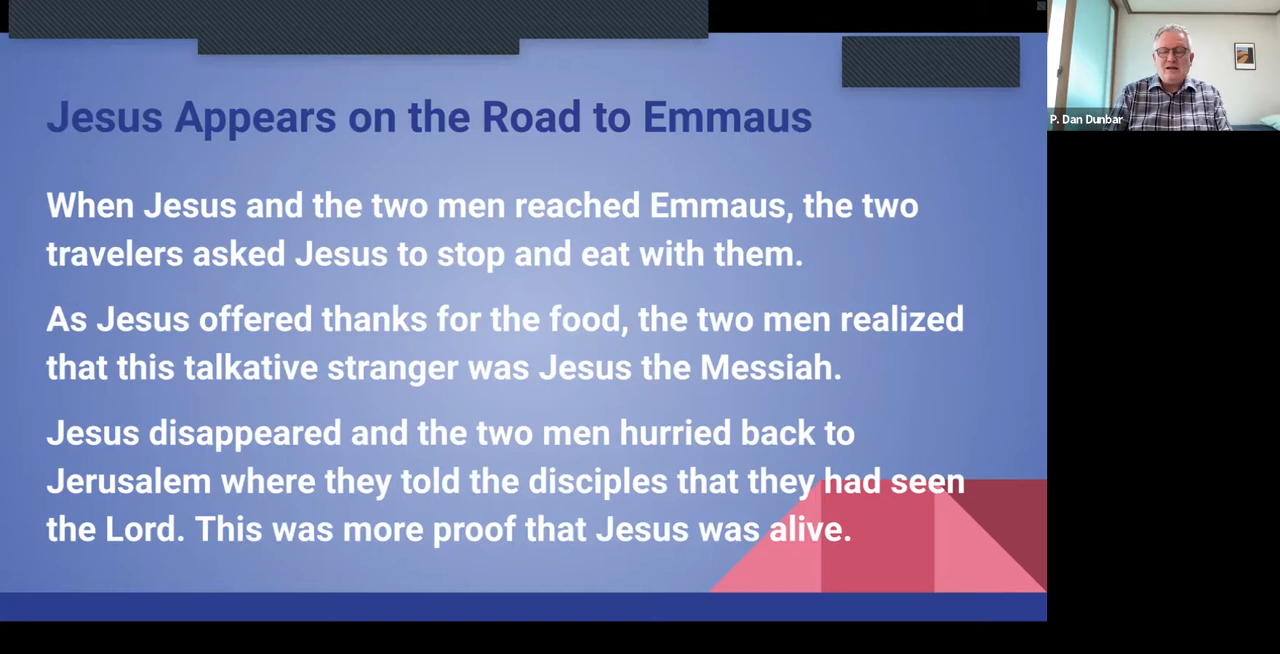 Jesus Appears on the Road to Emmaus
When Jesus and the two men reached Emmaus, the two
travelers asked Jesus to stop and eat with them.
As Jesus offered thanks for the food, the two men realized
that this talkative stranger was Jesus the Messiah.
Jesus disappeared and the two men hurried back to
Jerusalem where they told the disciples that they had seen
the Lord. This was more proof that Jesus was alive.
P. Dan Dunbar